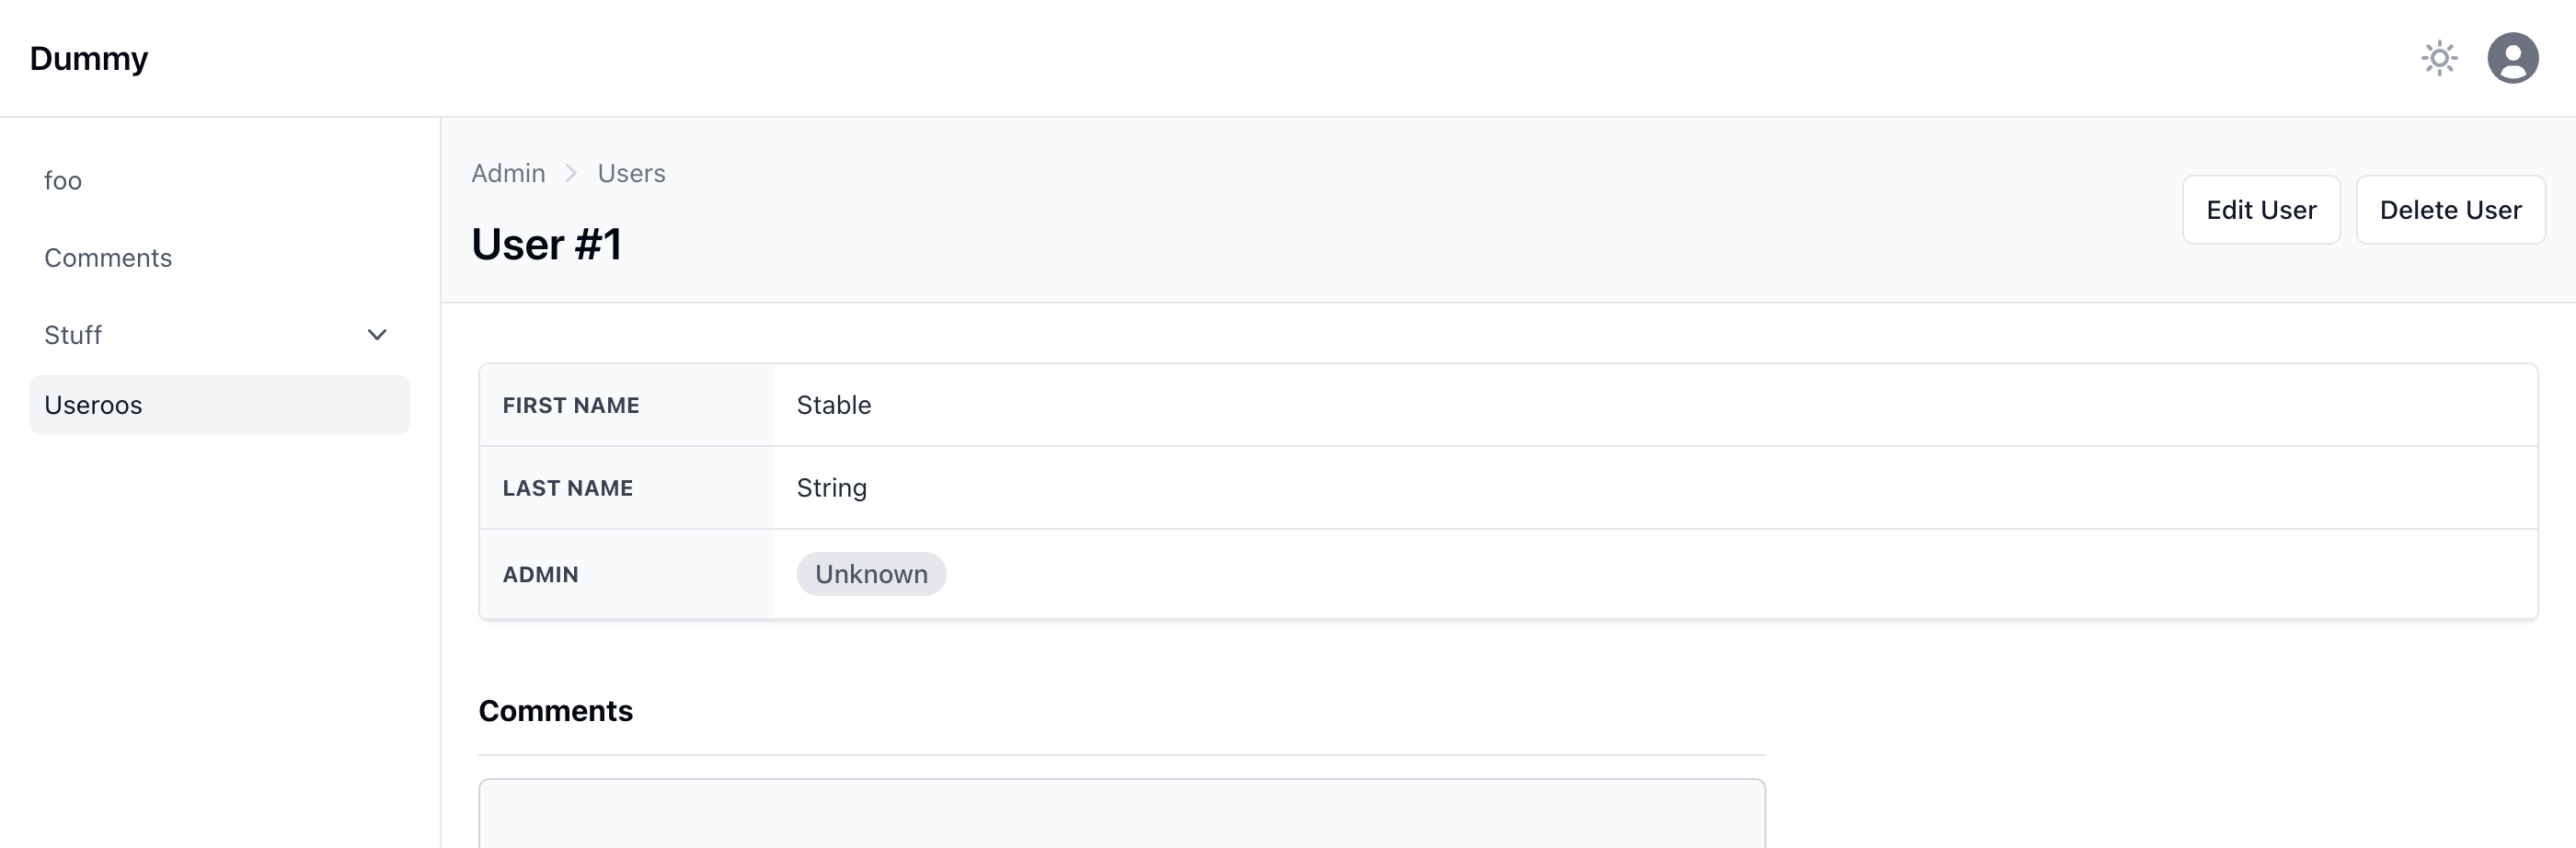 Dummy
foo
Comments
Stuff
Useroos
Admin > Users
User #1
Edit User
Delete User
FIRST NAME Stable
LAST NAME String
ADMIN Unknown
Comments